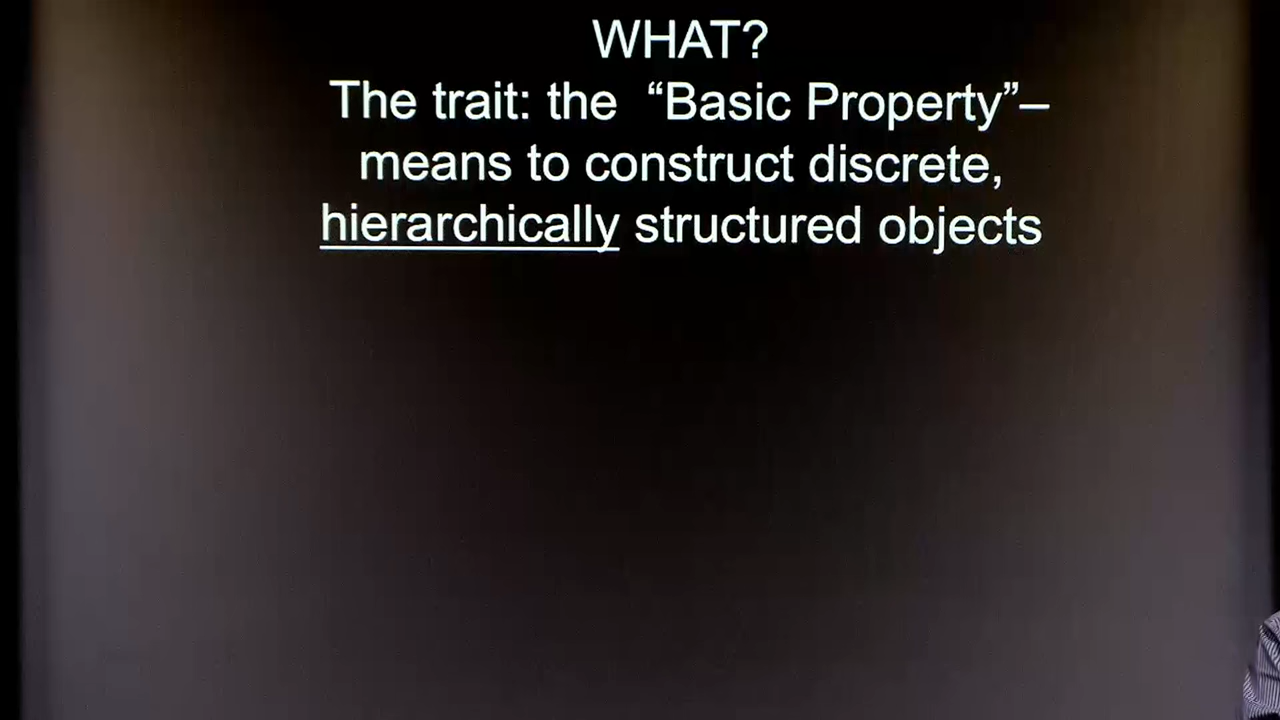 WHAT?
The trait: the “Basic Property”–
means to construct discrete,
hierarchically structured objects